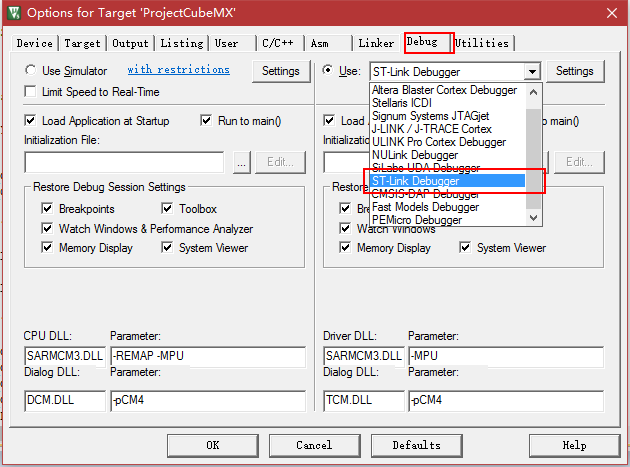 Options for Target 'ProjectCubeMX'
Device Target Output Listing User C/C++ Asm Linker Debug Utilities
Use Simulator with restrictions Settings
Limit Speed to Real-Time
Use: ST-Link Debugger Settings
Altera Blaster Cortex Debugger
Stellaris ICDI
Signum Systems JTAGjet
J-LINK / J-TRACE Cortex
ULINK Pro Cortex Debugger
NULink Debugger
SiLabs UDA Debugger
ST-Link Debugger
CMSIS-DAP Debugger
Fast Models Debugger
PEMicro Debugger
Load Application at Startup Run to main()
Initialization File:
... Edit...
Restore Debug Session Settings
Breakpoints Toolbox
Watch Windows & Performance Analyzer
Memory Display System Viewer
Load main()
Initialization
Edit...
Restore
Bre
Watch Windows
Memory Display System Viewer
CPU DLL: Parameter:
SARMCM3.DLL -REMAP -MPU
Dialog DLL: Parameter:
DCM.DLL -pCM4
Driver DLL: Parameter:
SARMCM3.DLL -MPU
Dialog DLL: Parameter:
TCM.DLL -pCM4
OK Cancel Defaults Help